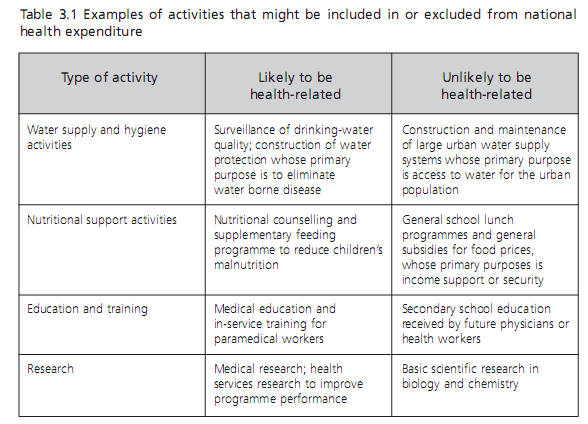 Table 3.1 Examples of activities that might be included in or excluded from national
health expenditure
Type of activity
Likely to be
health-related
Unlikely to be
health-related
Water supply and hygiene
activities
Surveillance of drinking-water
quality; construction of water
protection whose primary
purpose is to eliminate
water borne disease
Construction and maintenance
of large urban water supply
systems whose primary purpose
is access to water for the urban
population
Nutritional support activities
Nutritional counselling and
supplementary feeding
programme to reduce children's
malnutrition
General school lunch
programmes and general
subsidies for food prices,
whose primary purposes is
income support or security
Education and training
Medical education and
in-service training for
paramedical workers
Secondary school education
received by future physicians or
health workers
Research
Medical research; health
services research to improve
programme performance
Basic scientific research in
biology and chemistry